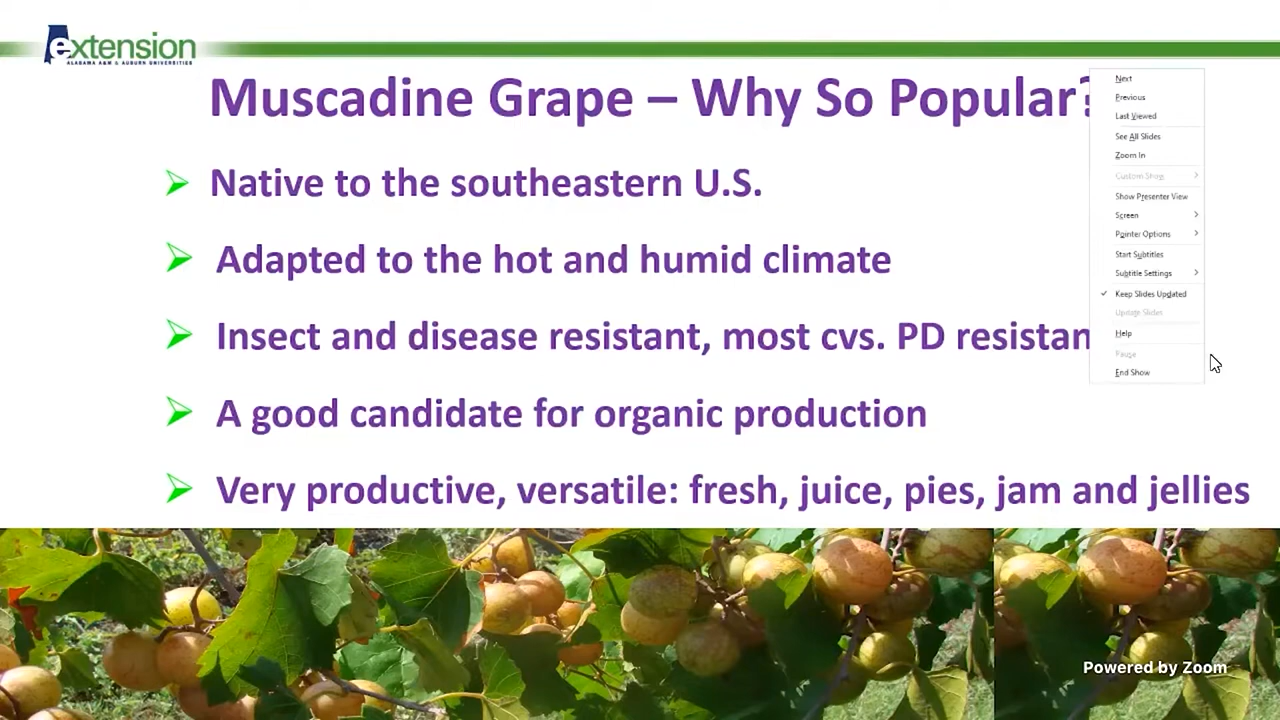 extension
ALABAMA A&M & AUBURN UNIVERSITIES
Muscadine Grape – Why So Popular?
Native to the southeastern U.S.
Adapted to the hot and humid climate
Insect and disease resistant, most cvs. PD resistan
A good candidate for organic production
Very productive, versatile: fresh, juice, pies, jam and jellies
Next
Previous
Last Viewed
See All Slides
Zoom In
Custom Show
Show Presenter View
Screen
Pointer Options
Start Subtitles
Subtitle Settings
Keep Slides Updated
Update Slides
Help
Pause
End Show
Powered by Zoom